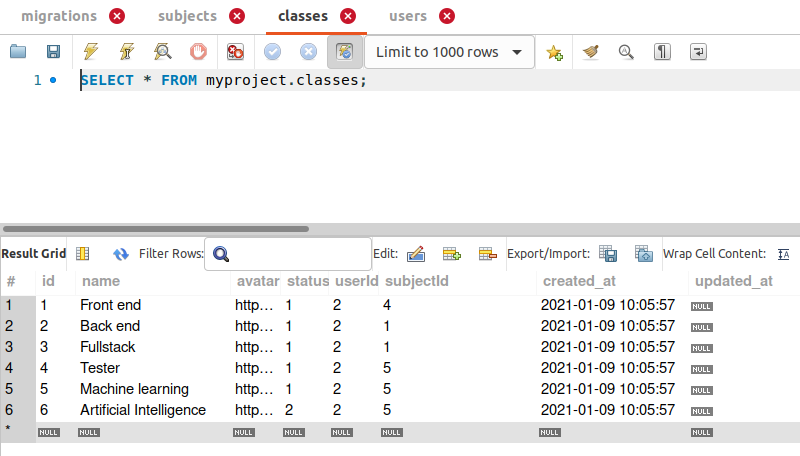 migrations subjects classes users
Limit to 1000 rows
1 SELECT * FROM myproject.classes;
Result Grid Filter Rows: Edit: Export/Import: Wrap Cell Content:
# id name avatar status userId subjectId created_at updated_at
1 1 Front end http... 1 2 4 2021-01-09 10:05:57 NULL
2 2 Back end http... 1 2 1 2021-01-09 10:05:57 NULL
3 3 Fullstack http... 1 2 1 2021-01-09 10:05:57 NULL
4 4 Tester http... 1 2 5 2021-01-09 10:05:57 NULL
5 5 Machine learning http... 1 2 5 2021-01-09 10:05:57 NULL
6 6 Artificial Intelligence http... 2 2 5 2021-01-09 10:05:57 NULL
* NULL NULL NULL NULL NULL NULL NULL NULL